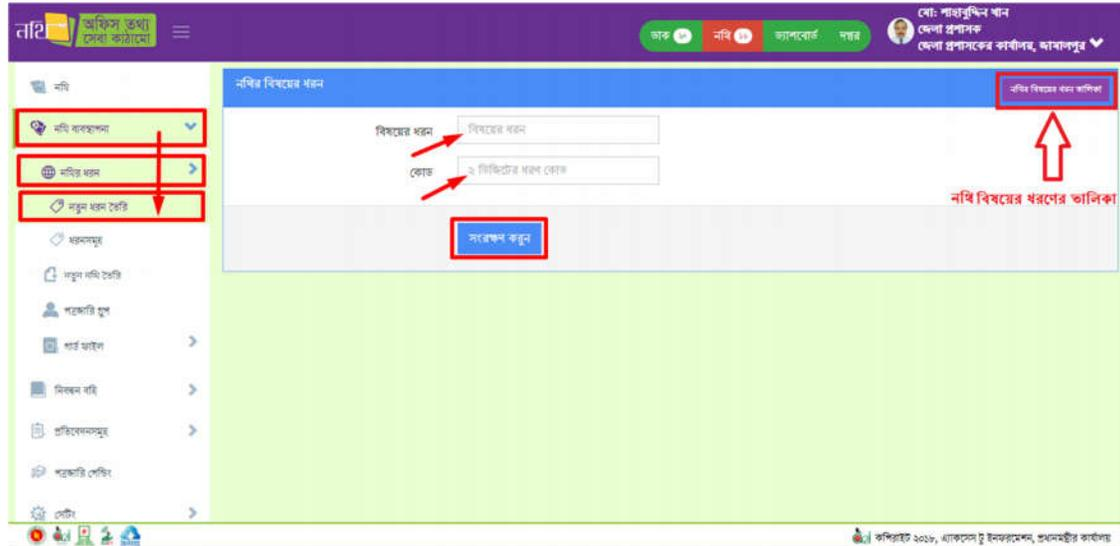 নথি
অফিস তথ্য
সেবা কাঠামো
ডাক নথি ড্যাশবোর্ড দপ্তর
মো: শাহাবুদ্দিন খান
জেলা প্রশাসক
জেলা প্রশাসকের কার্যালয়, জামালপুর
নথি
নথি ব্যবস্থাপনা
নথির ধরন
নতুন ধরন তৈরি
ধরনসমূহ
নতুন নথি তৈরি
পত্রজারি গ্রুপ
গার্ড ফাইল
নিবন্ধন বহি
প্রতিবেদনসমূহ
পত্রজারি পেন্ডিং
সেটিং
নথির বিষয়ের ধরন
নথির বিষয়ের ধরন তালিকা
বিষয়ের ধরন বিষয়ের ধরন
কোড ২ ডিজিটের ধরণ কোড
নথি বিষয়ের ধরণের তালিকা
সংরক্ষণ করুন
কপিরাইট ২০১৮, এ্যাকসেস টু ইনফরমেশন, প্রধানমন্ত্রীর কার্যালয়